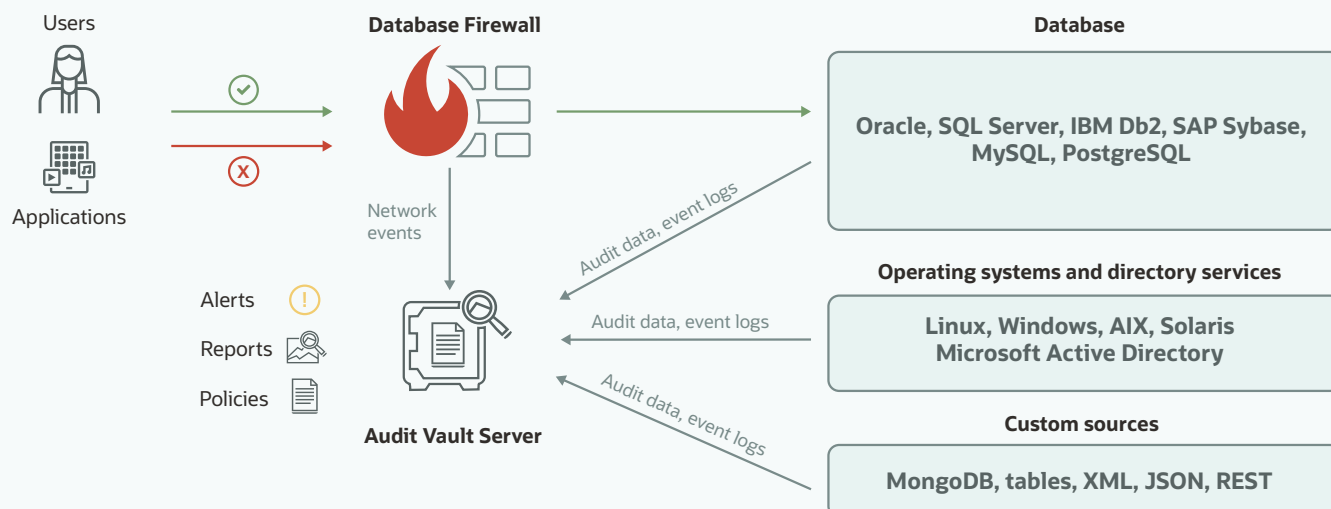 Users
Applications
Database Firewall
X
Network
events
Alerts
!
Reports
Policies
Audit Vault Server
Audit data, event logs
Audit data, event logs
Audit data, event logs
Database
Oracle, SQL Server, IBM Db2, SAP Sybase,
MySQL, PostgreSQL
Operating systems and directory services
Linux, Windows, AIX, Solaris
Microsoft Active Directory
Custom sources
MongoDB, tables, XML, JSON, REST